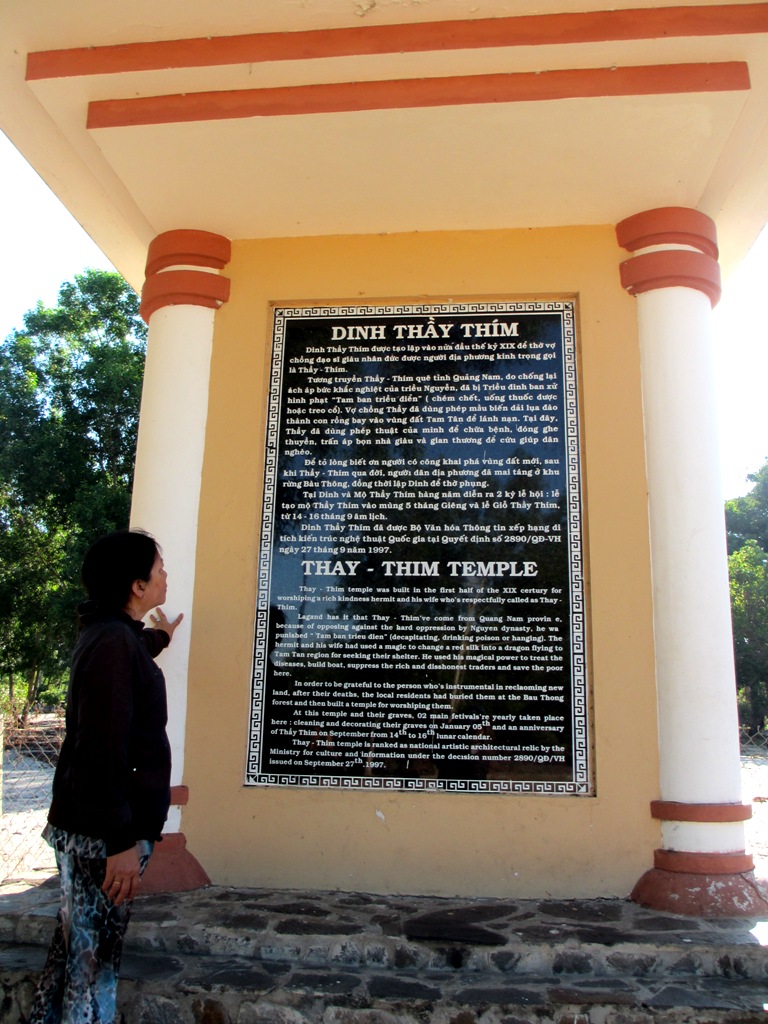 DINH THẦY THÍM
Dinh Thầy Thím được tạo lập vào nửa đầu thế kỷ XIX để thờ vợ
chồng đạo sĩ giàu nhân đức được người địa phương kính trọng gọi
là Thầy - Thím.
Tương truyền Thầy - Thím quê tỉnh Quảng Nam, do chống lại
ách áp bức khắc nghiệt của triều Nguyễn, đã bị Triều đình ban xử
hình phạt "Tam ban triều điển" ( chém chết, uống thuốc độc
hoặc treo cổ). Vợ chồng Thầy đã dùng phép mầu biến dải lụa đào
thành con rồng bay vào vùng đất Tam Tân để lánh nạn. Tại đây,
Thầy đã dùng phép thuật của mình để chữa bệnh, đóng ghe
thuyền, trấn áp bọn nhà giàu và gian thương để cứu giúp dân
nghèo.
Để tỏ lòng biết ơn người có công khai phá vùng đất mới, sau
khi Thầy - Thím qua đời, người dân địa phương đã mai táng ở khu
rừng Bàu Thông, đồng thời lập Dinh để thờ phụng.
Tại Dinh và Mộ Thầy Thím hàng năm diễn ra 2 kỳ lễ hội : lễ
tạo mộ Thầy Thím vào mùng 5 tháng Giêng và lễ Giỗ Thầy Thím,
từ 14 - 16 tháng 9 âm lịch.
Dinh Thầy Thím đã được Bộ Văn hóa Thông tin xếp hạng di
tích kiến trúc nghệ thuật Quốc gia tại Quyết định số 2890/QĐ-VH
ngày 27 tháng 9 năm 1997.
THAY - THIM TEMPLE
Thay - Thim temple was built in the first half of the XIX century for
worshiping a rich kindness hermit and his wife who's respectfully called as Thay -
Thim.
Lagand has it that Thay - Thim've come from Quang Nam provin e,
because of opposing against the hard oppression by Nguyen dynasty, he wa
punished " Tam ban trieu dien" (decapitating, drinking poison or hanging). The
hermit and his wife had used a magic to change a red silk into a dragon flying to
Tam Tan region for seeking their shelter. He used his magical power to treat the
diseases, build boat, suppress the rich and dishonest traders and save the poor
here.
In order to be grateful to the person who's instrumental in reclaoming new
land, after their deaths, the local residents had buried them at the Bau Thong
forest and then built a temple for worshiping them.
At this temple and their graves, 02 main fetivals're yearly taken place
here : cleaning and decorating their graves on January 05th and an anniversary
of Thầy Thím on September from 14th to 16th lunar calendar.
Thay - Thim temple is ranked as national artistic architectural relic by the
Ministry for culture and information under the decsion number 2890/QĐ/VH
issued on September 27th.1997.